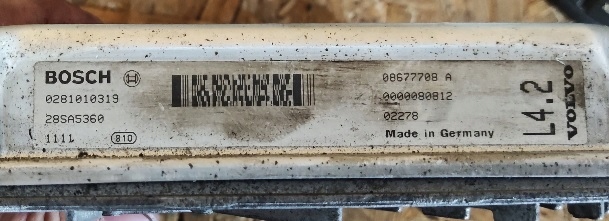 BOSCH
0281010319
28SA5360
1111
810
08677708 A
0000080812
02278
Made in Germany
L4.2
VOLVO